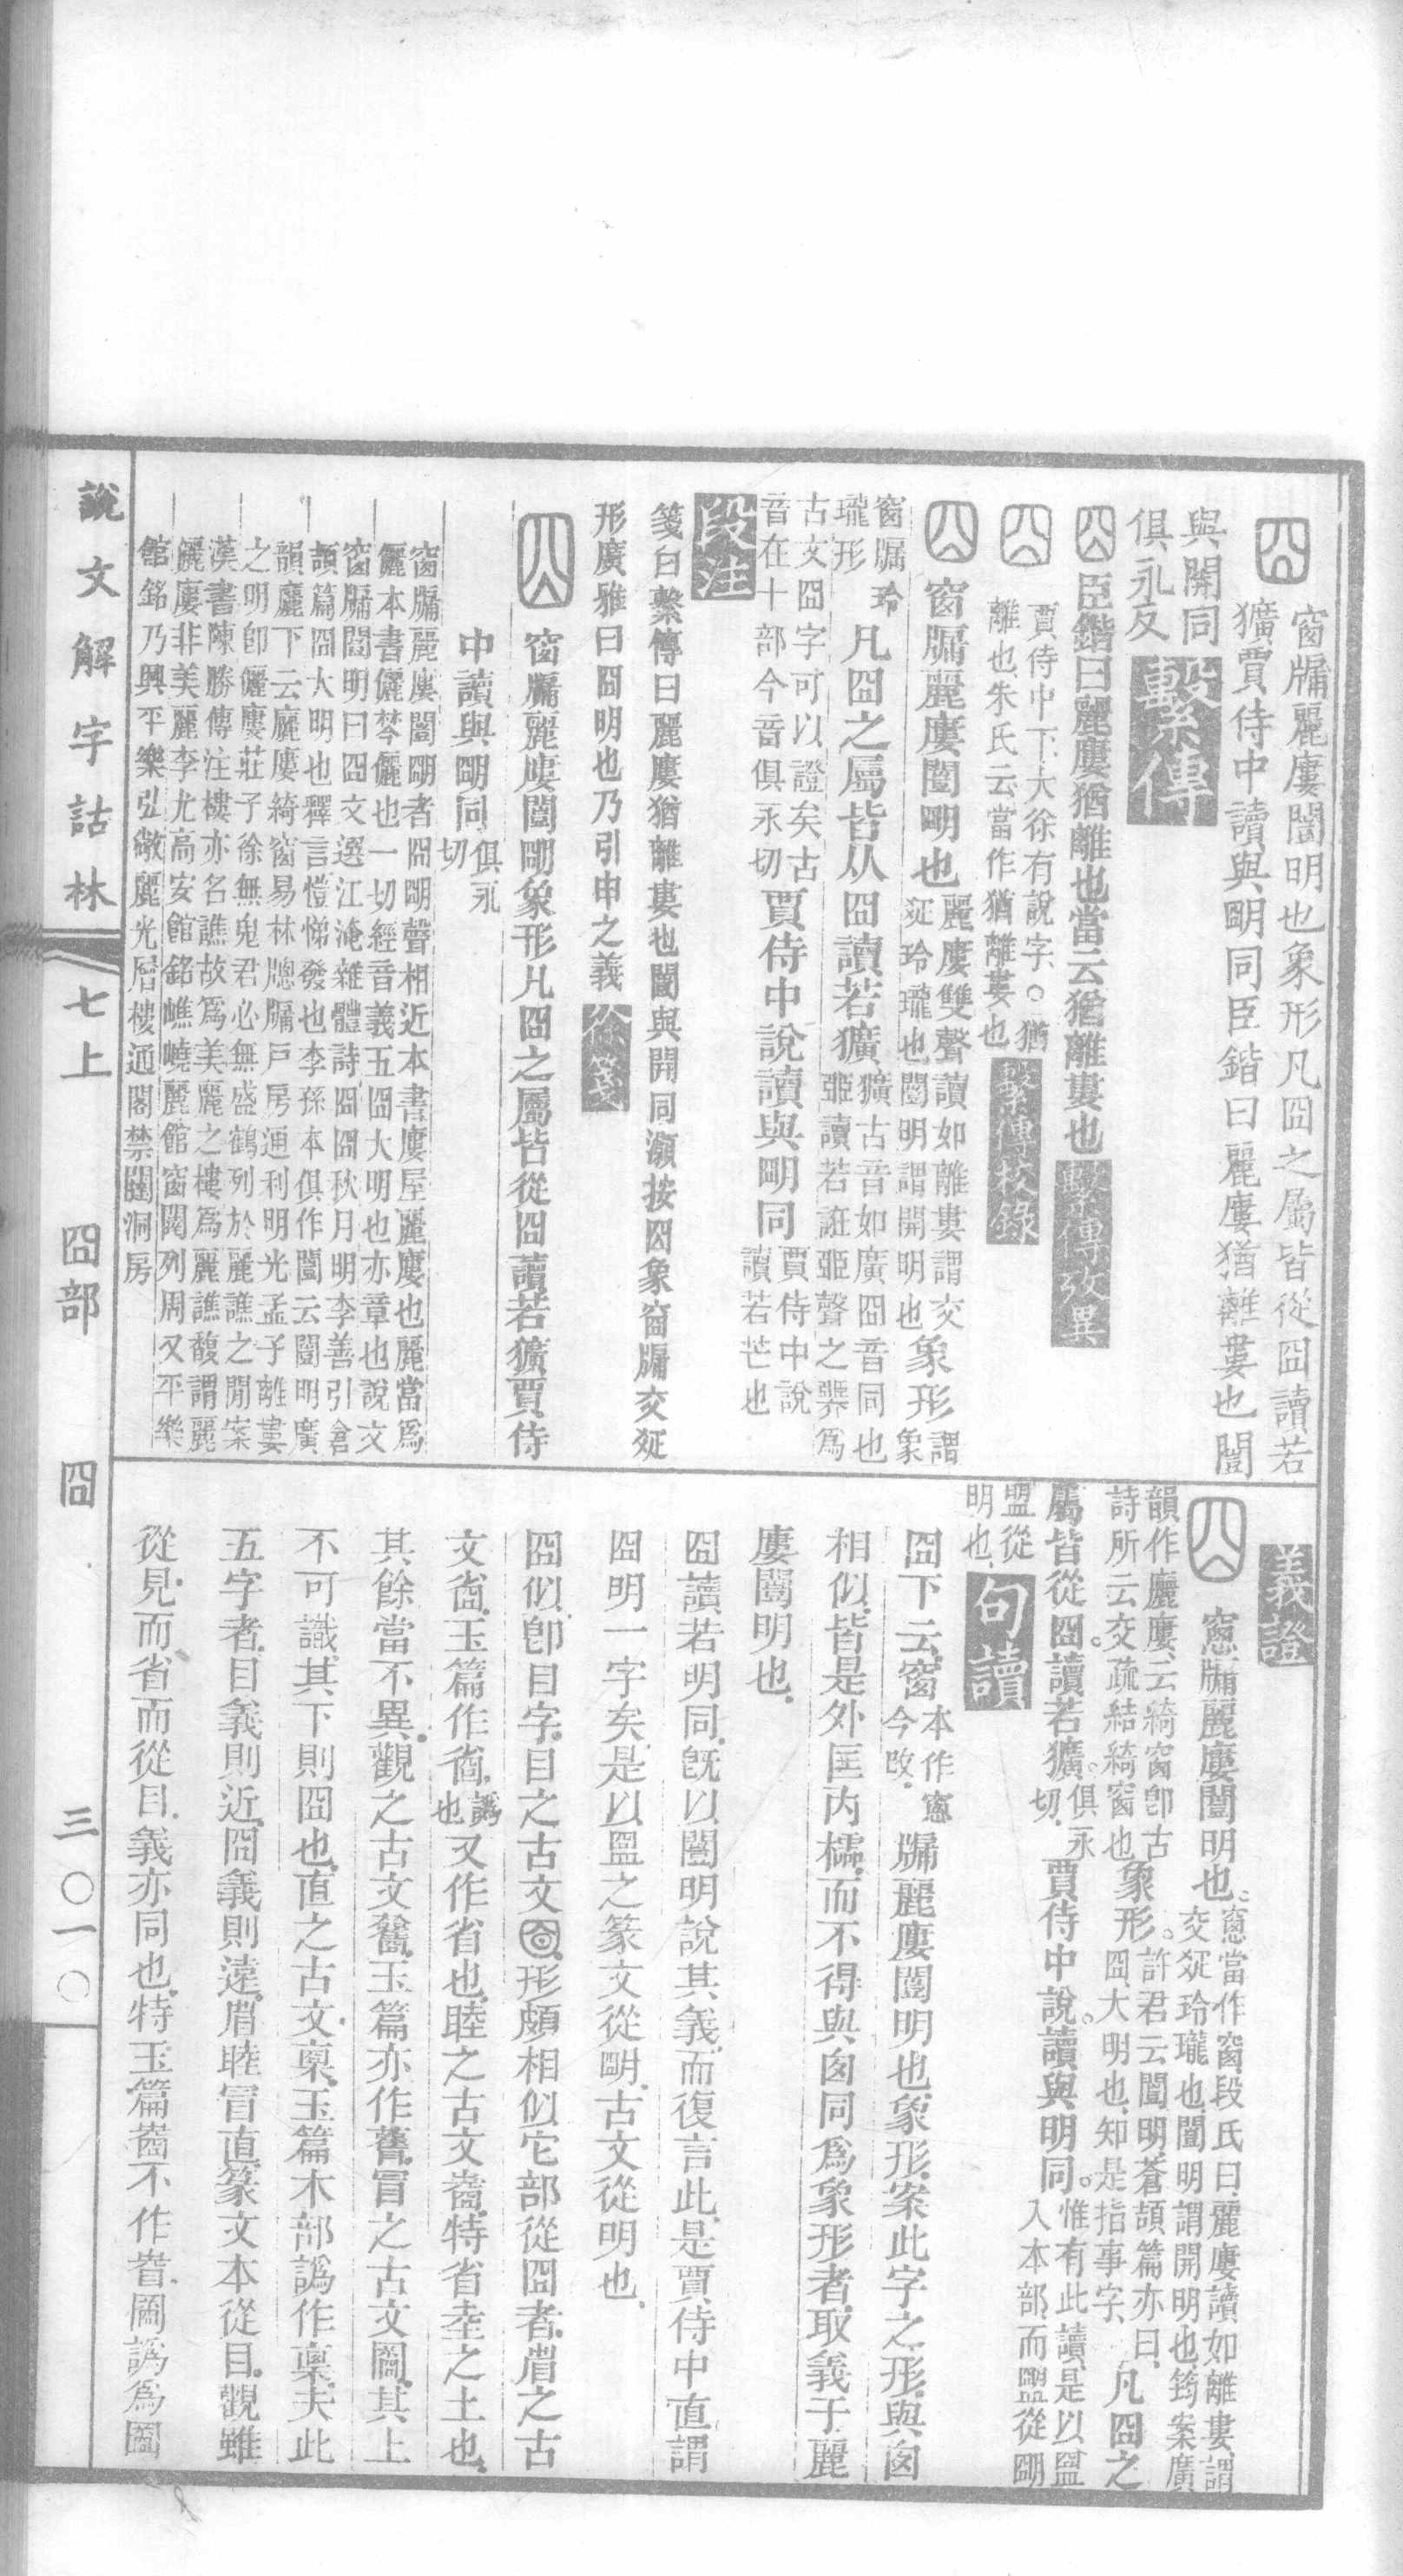 窗牖麗廔闓明也象形凡囧之屬皆從囧讀若
獷賈侍中讀與朙同臣鍇曰麗廔猶離婁也闓
與開同
俱永反
繫傳
臣鍇曰麗廔猶離也當云猶離婁也
繫傳攷異
賈侍中下大徐有說字○猶
離也朱氏云當作猶離婁也
繫傳校錄
窗牖麗廔闓朙也
麗廔雙聲讀如離婁謂交
延玲瓏也闓明謂開明也
象形
謂象
窗牖玲
瓏形
凡囧之屬皆从囧讀若獷
獷古音如廣囧音同也
臦讀若誑臦聲之㷡爲
古文囧字可以證矣古
音在十部今音俱永切
賈侍中說讀與朙同
賈侍中說
讀若芒也
段注
箋曰繫傳曰麗廔猶離婁也闓與開同灝按囧象窗牖交延
形廣雅曰囧明也乃引申之義
徐箋
窗牖麗廔闓朙象形凡囧之屬皆從囧讀若獷賈侍
中讀與朙同
俱永
切
窗牖麗廔闓朙者囧朙聲相近本書廔屋麗廔也麗當爲
儷本書儷棽儷也一切經音義五囧大明也亦章也說文
窗牖闓明曰囧文選江淹雜體詩囧囧秋月明李善引倉
頡篇囧大明也釋言愷悌發也李孫本俱作闓云闓明廣
韻廲下云廲廔綺窗易林牕牖戶房通利明光孟子離婁
之明卽儷廔莊子徐無鬼君必無盛鶴列於麗譙之閒案
漢書陳勝傳注樓亦名譙故爲美麗之樓爲麗譙馥謂麗
儷廔非美麗李尤高安館銘嶕嶢麗館窗闥列周又平樂
館銘乃興平樂弘敞麗光層樓通閣禁闥洞房
義證
窻牖麗廔闓明也
窻當作窗段氏曰麗廔讀如離婁謂
交延玲瓏也闓明謂開明也筠案廣
韻作廲廔云綺窗卽古
詩所云交疏結綺窗也
象形
許君云闓明蒼頡篇亦曰
囧大明也知是指事字
凡囧之
屬皆從囧讀若獷
俱永
切
賈侍中說讀與明同
惟有此讀是以盟
入本部而朙從朙
盟從
明也
句讀
囧下云窗
本作窻
今改
牖麗廔闓明也象形案此字之形與囪
相似皆是外匡內櫺而不得與囪同爲象形者取義于麗
廔闓明也
囧讀若明同既以闓明說其義而復言此是賈侍中直謂
囧明一字矣是以盟之篆文從朙古文從明也
囧似卽目字目之古文形頗相似它部從囧者睂之古
文玉篇作
譌
也
又作省也睦之古文特省坴之土也
其餘當不異觀之古文玉篇亦作冒之古文其上
不可識其下則囧也直之古文玉篇木部譌作夫此
五字者目義則近囧義則遠睂睦冒直篆文本從目觀雖
從見而省而從目義亦同也特玉篇不作譌爲
說文解字詁林
七上
囧部
囧
三〇一〇